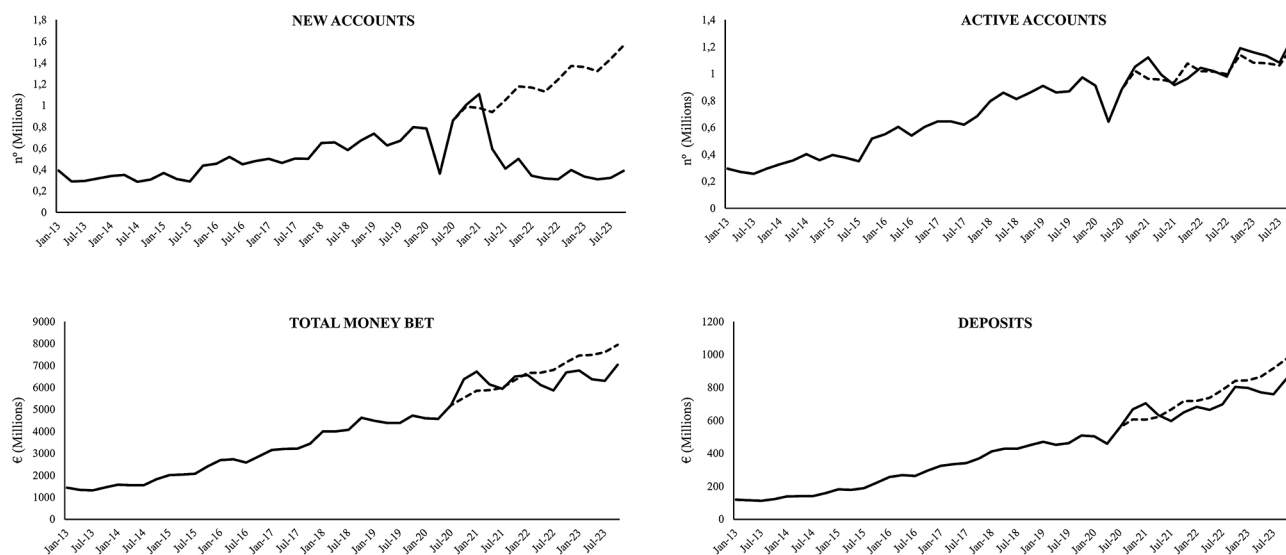 NEW ACCOUNTS
nº (Millions)
1,8
1,6
1,4
1,2
1
0,8
0,6
0,4
0,2
0
Jan-13 Jul-13 Jan-14 Jul-14 Jan-15 Jul-15 Jan-16 Jul-16 Jan-17 Jul-17 Jan-18 Jul-18 Jan-19 Jul-19 Jan-20 Jul-20 Jan-21 Jul-21 Jan-22 Jul-22 Jan-23 Jul-23
ACTIVE ACCOUNTS
nº (Millions)
1,4
1,2
1
0,8
0,6
0,4
0,2
0
Jan-13 Jul-13 Jan-14 Jul-14 Jan-15 Jul-15 Jan-16 Jul-16 Jan-17 Jul-17 Jan-18 Jul-18 Jan-19 Jul-19 Jan-20 Jul-20 Jan-21 Jul-21 Jan-22 Jul-22 Jan-23 Jul-23
TOTAL MONEY BET
€ (Millions)
9000
8000
7000
6000
5000
4000
3000
2000
1000
0
Jan-13 Jul-13 Jan-14 Jul-14 Jan-15 Jul-15 Jan-16 Jul-16 Jan-17 Jul-17 Jan-18 Jul-18 Jan-19 Jul-19 Jan-20 Jul-20 Jan-21 Jul-21 Jan-22 Jul-22 Jan-23 Jul-23
DEPOSITS
€ (Millions)
1200
1000
800
600
400
200
0
Jan-13 Jul-13 Jan-14 Jul-14 Jan-15 Jul-15 Jan-16 Jul-16 Jan-17 Jul-17 Jan-18 Jul-18 Jan-19 Jul-19 Jan-20 Jul-20 Jan-21 Jul-21 Jan-22 Jul-22 Jan-23 Jul-23